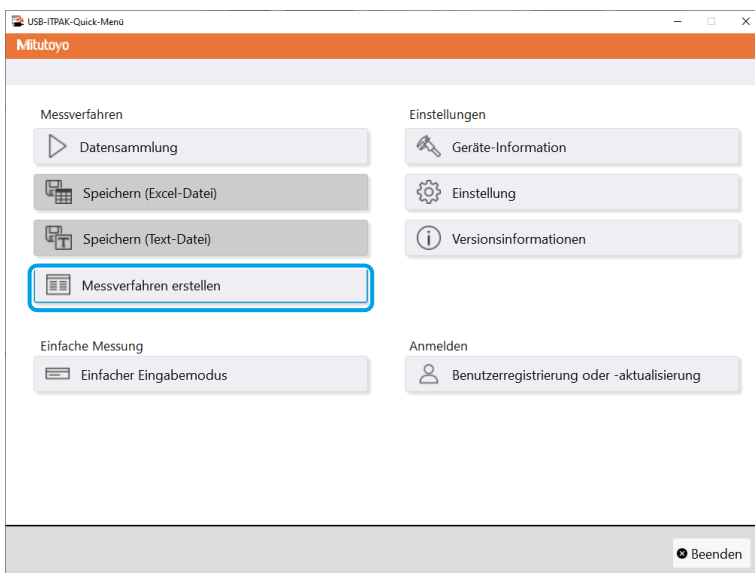 USB-ITPAK-Quick-Menü
Mitutoyo
Messverfahren
Datensammlung
Speichern (Excel-Datei)
Speichern (Text-Datei)
Messverfahren erstellen
Einfache Messung
Einfacher Eingabemodus
Einstellungen
Geräte-Information
Einstellung
Versionsinformationen
Anmelden
Benutzerregistrierung oder -aktualisierung
Beenden